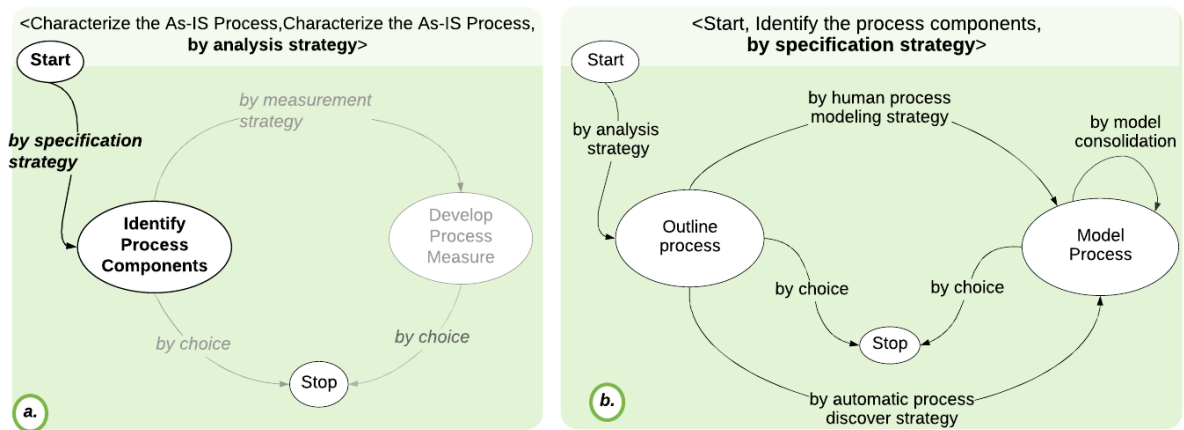 <Characterize the As-IS Process,Characterize the As-IS Process,
by analysis strategy>
Start
by measurement
strategy
by specification
strategy
Identify
Process
Components
Develop
Process
Measure
by choice
by choice
Stop
a.
<Start, Identify the process components,
by specification strategy>
Start
by human process
modeling strategy
by model
consolidation
by analysis
strategy
Outline
process
Model
Process
by choice
by choice
Stop
by automatic process
discover strategy
b.